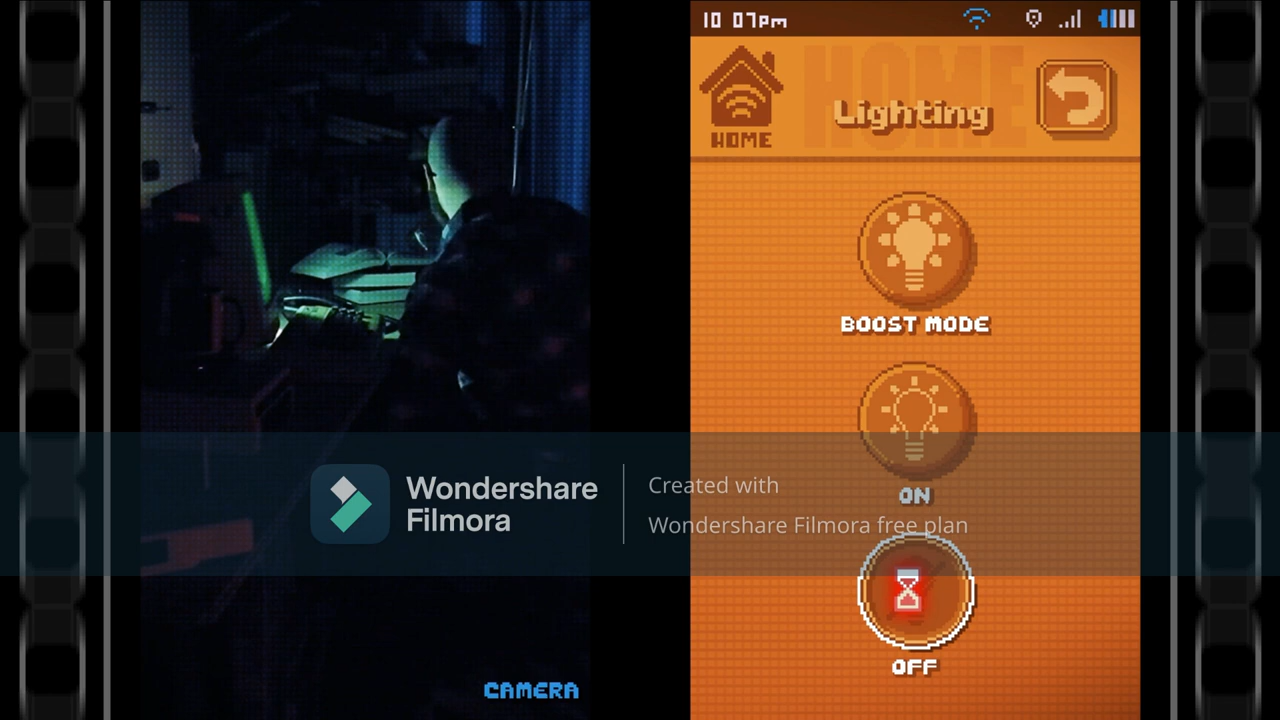 10 07pm
HOME
Lighting
HOME
BOOST MODE
ON
Wondershare
Filmora
Created with
Wondershare Filmora free plan
OFF
CAMERA